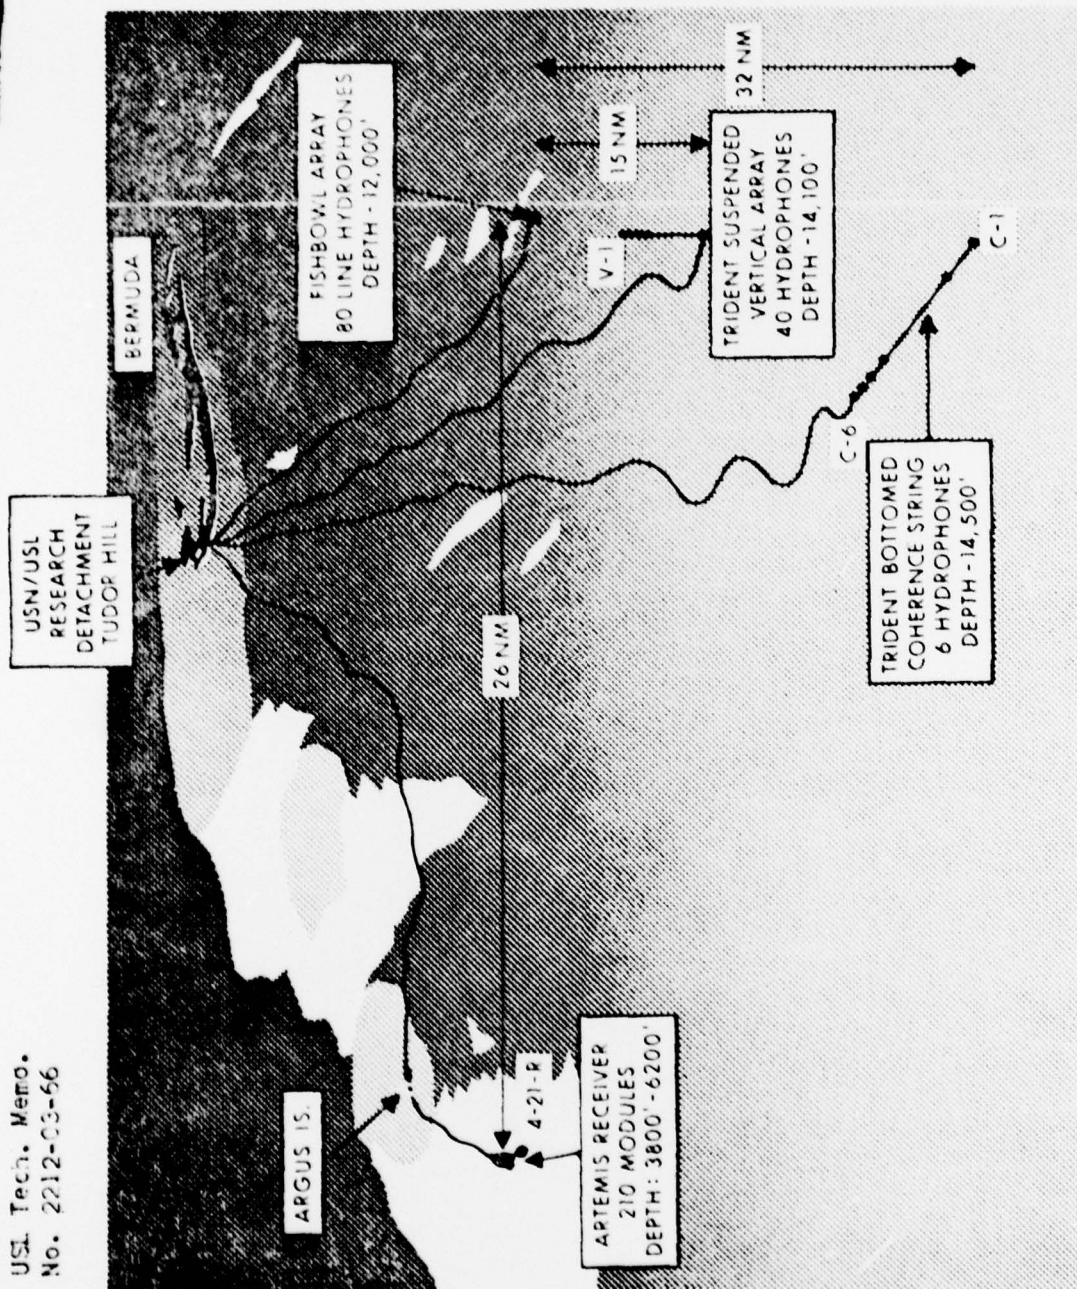 USL Tech. Memo.
No. 2212-03-66
USN/USL
RESEARCH
DETACHMENT
TUDOR HILL
BERMUDA
ARGUS IS.
FISHBOWL ARRAY
80 LINE HYDROPHONES
DEPTH-12,000'
26 NM
15 NM
32 NM
V-1
4-21-R
ARTEMIS RECEIVER
210 MODULES
DEPTH: 3800'-6200'
TRIDENT SUSPENDED
VERTICAL ARRAY
40 HYDROPHONES
DEPTH-14,100'
C-6
C-1
TRIDENT BOTTOMED
COHERENCE STRING
6 HYDROPHONES
DEPTH-14,500'